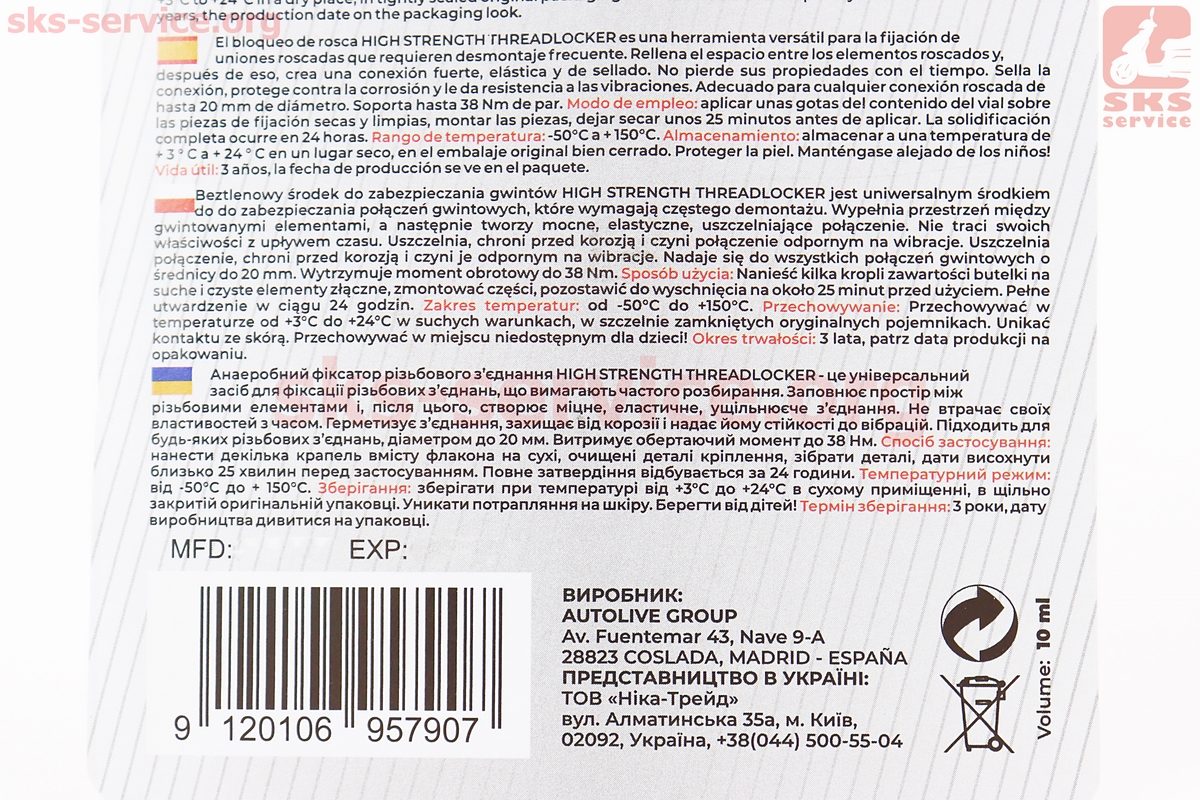 +3°C to +24°C in a dry place, in tightly sealed original
years, the production date on the packaging look.
sks-service.org
SKS
service
El bloqueo de rosca HIGH STRENGTH THREADLOCKER es una herramienta versátil para la fijación de
uniones roscadas que requieren desmontaje frecuente. Rellena el espacio entre los elementos roscados y,
después de eso, crea una conexión fuerte, elástica y de sellado. No pierde sus propiedades con el tiempo. Sella la
conexión, protege contra la corrosión y le da resistencia a las vibraciones. Adecuado para cualquier conexión roscada de
hasta 20 mm de diámetro. Soporta hasta 38 Nm de par. Modo de empleo: aplicar unas gotas del contenido del vial sobre
las piezas de fijación secas y limpias, montar las piezas, dejar secar unos 25 minutos antes de aplicar. La solidificación
completa ocurre en 24 horas. Rango de temperatura: -50°C a + 150°C. Almacenamiento: almacenar a una temperatura de
+ 3 ° C a + 24 ° C en un lugar seco, en el embalaje original bien cerrado. Proteger la piel. Manténgase alejado de los niños!
Vida útil: 3 años, la fecha de producción se ve en el paquete.
Beztlenowy środek do zabezpieczania gwintów HIGH STRENGTH THREADLOCKER jest uniwersalnym środkiem
do do zabezpieczania połączeń gwintowych, które wymagają częstego demontażu. Wypełnia przestrzeń między
gwintowanymi elementami, a następnie tworzy mocne, elastyczne, uszczelniające połączenie. Nie traci swoich
właściwości z upływem czasu. Uszczelnia, chroni przed korozją i czyni połączenie odpornym na wibracje. Uszczelnia
połączenie, chroni przed korozją i czyni je odpornym na wibracje. Nadaje się do wszystkich połączeń gwintowych o
średnicy do 20 mm. Wytrzymuje moment obrotowy do 38 Nm. Sposób użycia: Nanieść kilka kropli zawartości butelki na
suche i czyste elementy złączne, zmontować części, pozostawić do wyschnięcia na około 25 minut przed użyciem. Pełne
utwardzenie w ciągu 24 godzin. Zakres temperatur: od -50°C do +150°C. Przechowywanie: Przechowywać w
temperaturze od +3°C do +24°C w suchych warunkach, w szczelnie zamkniętych oryginalnych pojemnikach. Unikać
kontaktu ze skórą. Przechowywać w miejscu niedostępnym dla dzieci! Okres trwałości: 3 lata, patrz data produkcji na
opakowaniu.
Анаеробний фіксатор різьбового з’єднання HIGH STRENGTH THREADLOCKER - це універсальний
засіб для фіксації різьбових з’єднань, що вимагають частого розбирання. Заповнює простір між
різьбовими елементами і, після цього, створює міцне, еластичне, ущільнююче з’єднання. Не втрачає своїх
властивостей з часом. Герметизує з’єднання, захищає від корозії і надає йому стійкості до вібрацій. Підходить для
будь-яких різьбових з’єднань, діаметром до 20 мм. Витримує обертаючий момент до 38 Нм. Спосіб застосування:
нанести декілька крапель вмісту флакона на сухі, очищені деталі кріплення, зібрати деталі, дати висохнути
близько 25 хвилин перед застосуванням. Повне затвердіння відбувається за 24 години. Температурний режим:
від -50°C до + 150°C. Зберігання: зберігати при температурі від +3°C до +24°C в сухому приміщенні, в щільно
закритій оригінальній упаковці. Уникати потрапляння на шкіру. Берегти від дітей! Термін зберігання: 3 роки, дату
виробництва дивитися на упаковці.
sks-service.org
MFD: EXP:
9 120106 957907
ВИРОБНИК:
AUTOLIVE GROUP
Av. Fuentemar 43, Nave 9-A
28823 COSLADA, MADRID - ESPAÑA
ПРЕДСТАВНИЦТВО В УКРАЇНІ:
ТОВ «Ніка-Трейд»
вул. Алматинська 35а, м. Київ,
02092, Україна, +38(044) 500-55-04
Volume: 10 ml